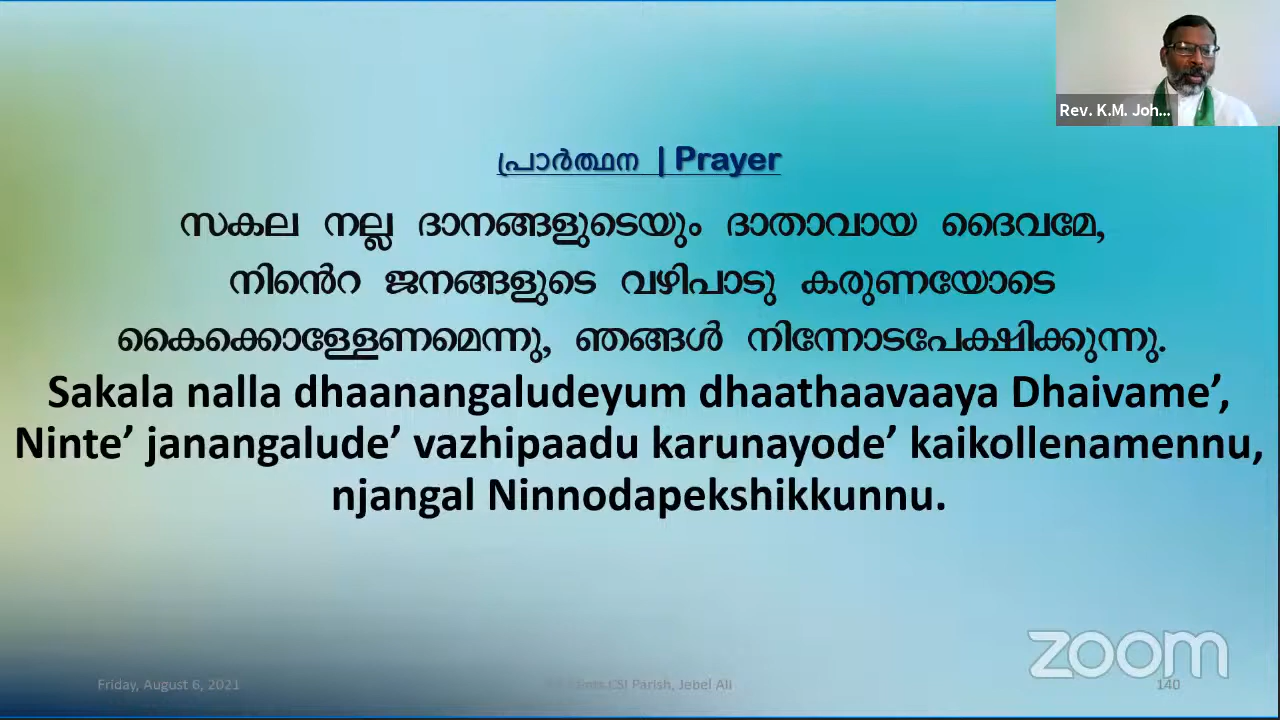 Rev. K.M. Joh...
പ്രാർത്ഥന | Prayer
സകല നല്ല ദാനങ്ങളുടെയും ദാതാവായ ദൈവമേ,
നിൻെറ ജനങ്ങളുടെ വഴിപാടു കരുണയോടെ
കൈക്കൊള്ളേണമെന്നു, ഞങ്ങൾ നിന്നോടപേക്ഷിക്കുന്നു.
Sakala nalla dhaanangaludeyum dhaathaavaaya Dhaivame’,
Ninte’ janangalude’ vazhipaadu karunayode’ kaikollenamennu,
njangal Ninnodapekshikkunnu.
zoom
Friday, August 6, 2021 CSI Parish, Jebel Ali 140